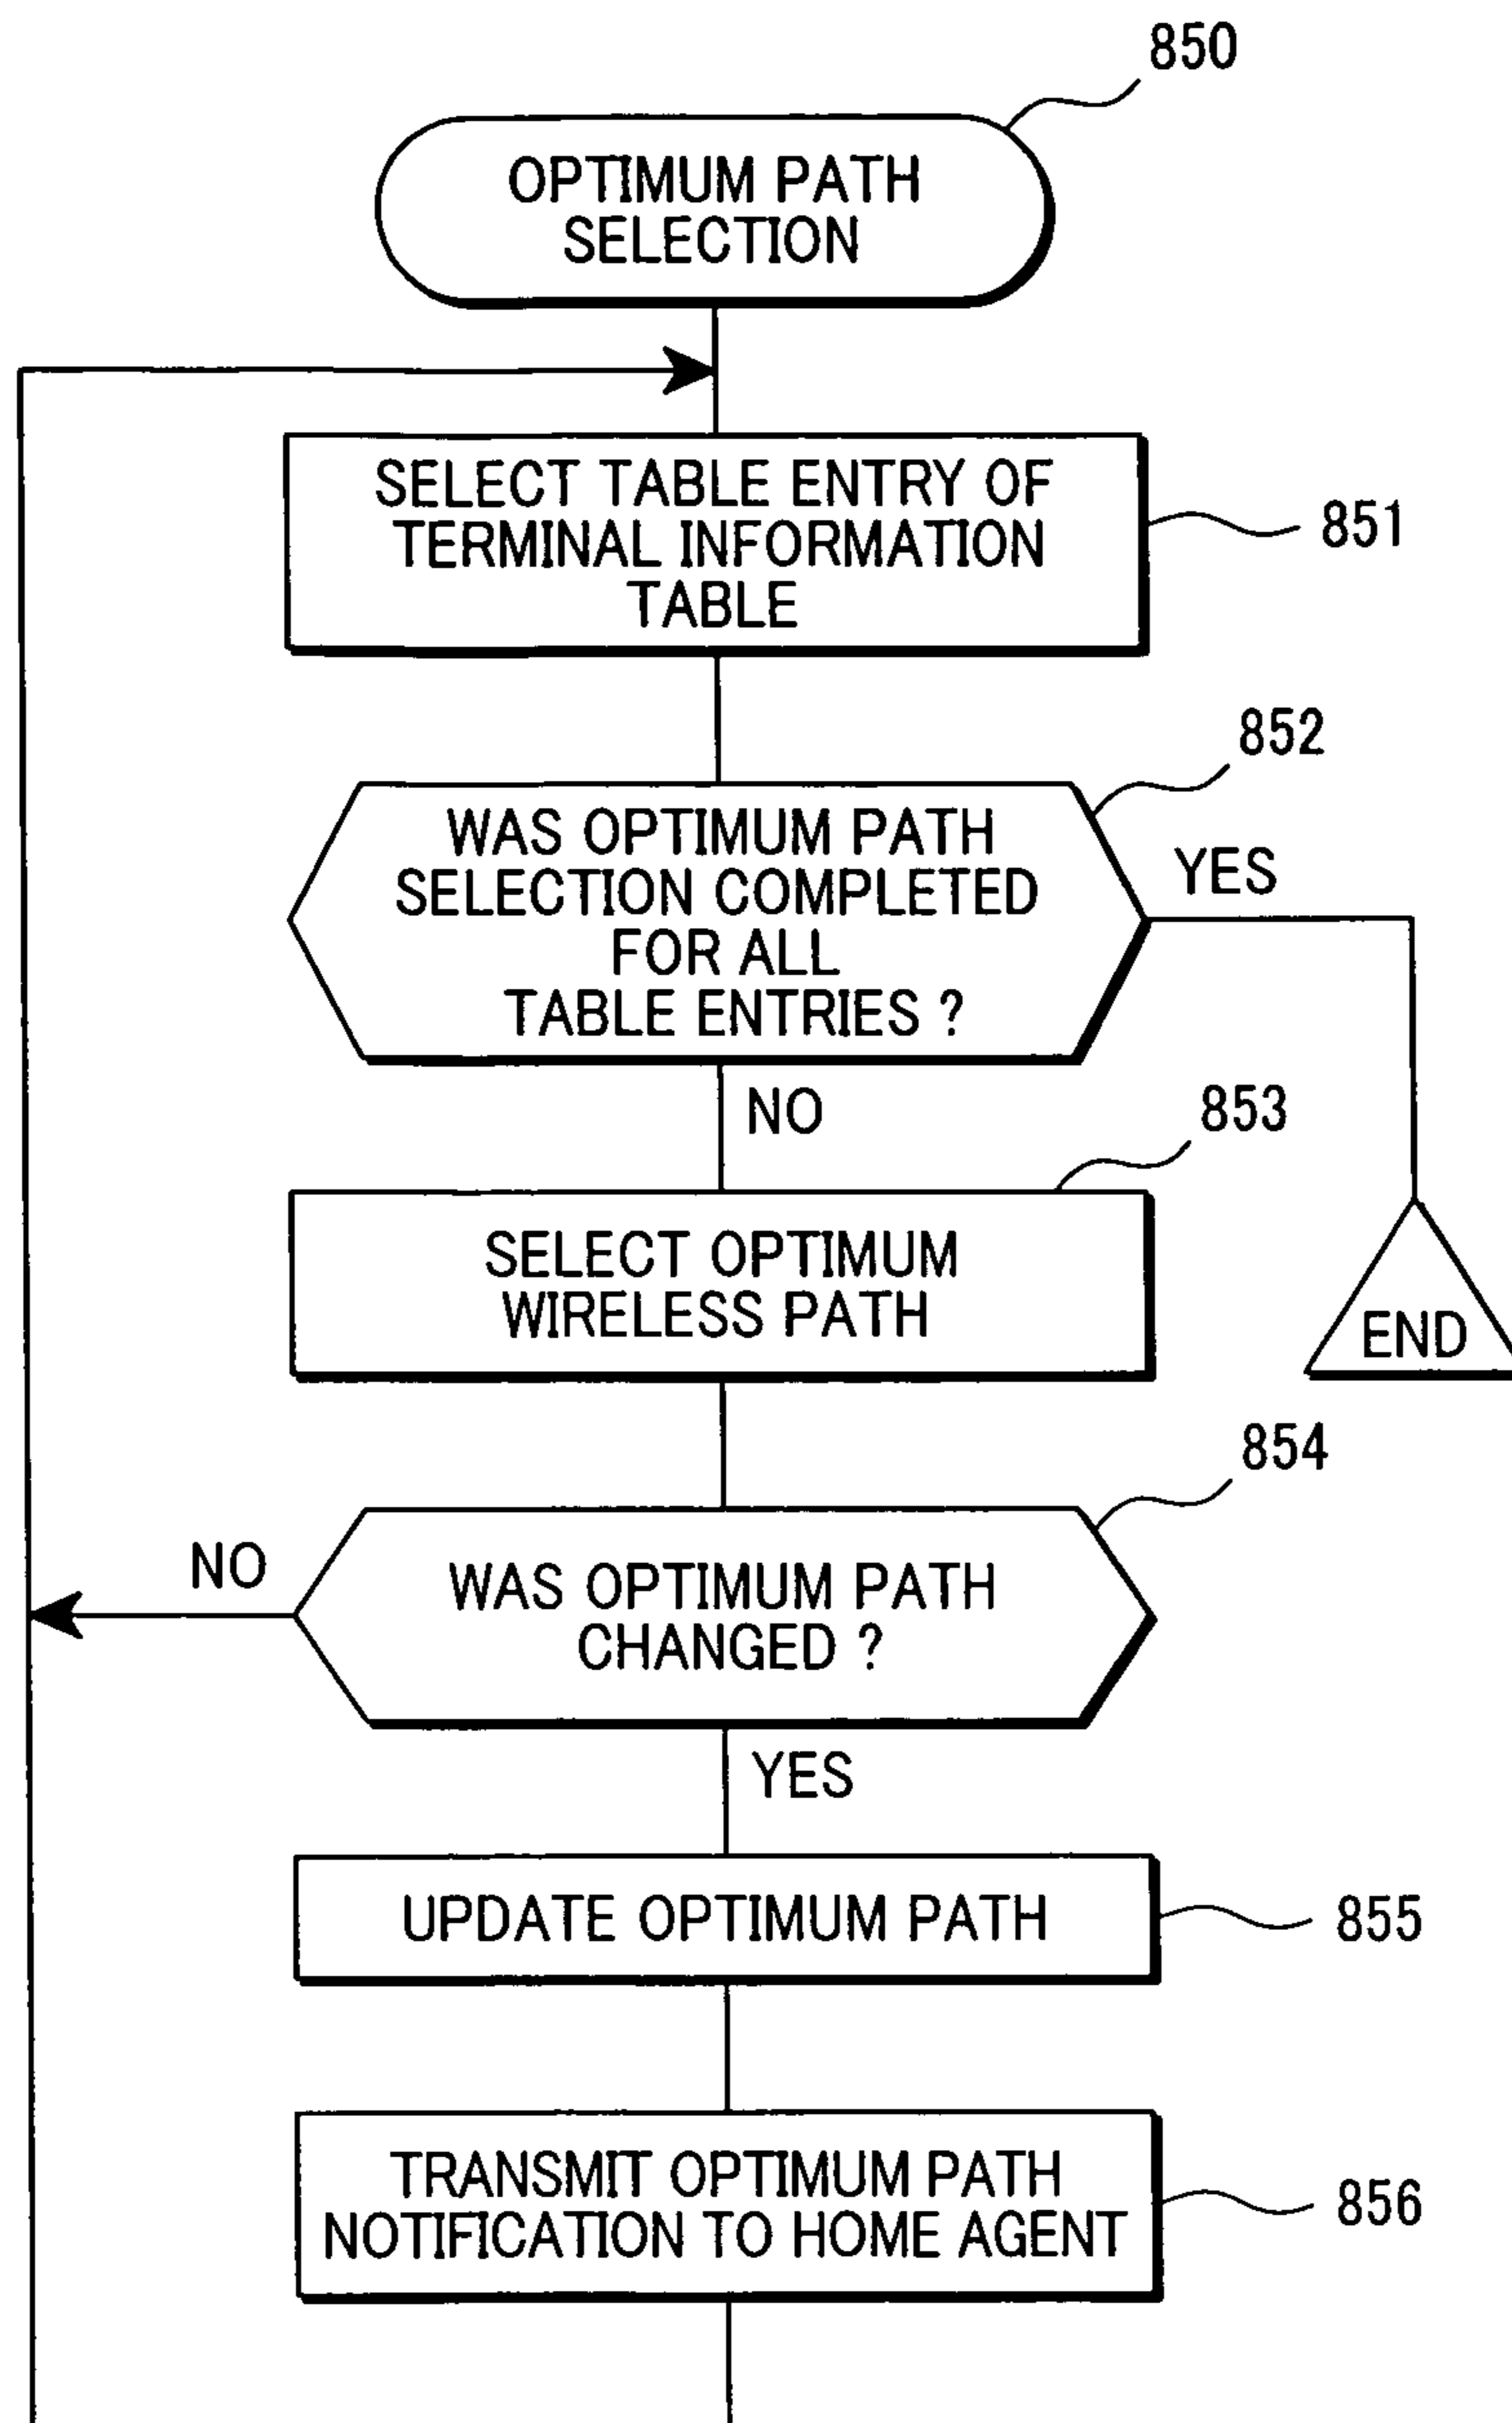 850
OPTIMUM PATH
SELECTION
SELECT TABLE ENTRY OF
TERMINAL INFORMATION
TABLE
851
852
WAS OPTIMUM PATH
SELECTION COMPLETED
FOR ALL
TABLE ENTRIES ?
YES
NO
853
SELECT OPTIMUM
WIRELESS PATH
END
854
NO
WAS OPTIMUM PATH
CHANGED ?
YES
UPDATE OPTIMUM PATH
855
TRANSMIT OPTIMUM PATH
NOTIFICATION TO HOME AGENT
856